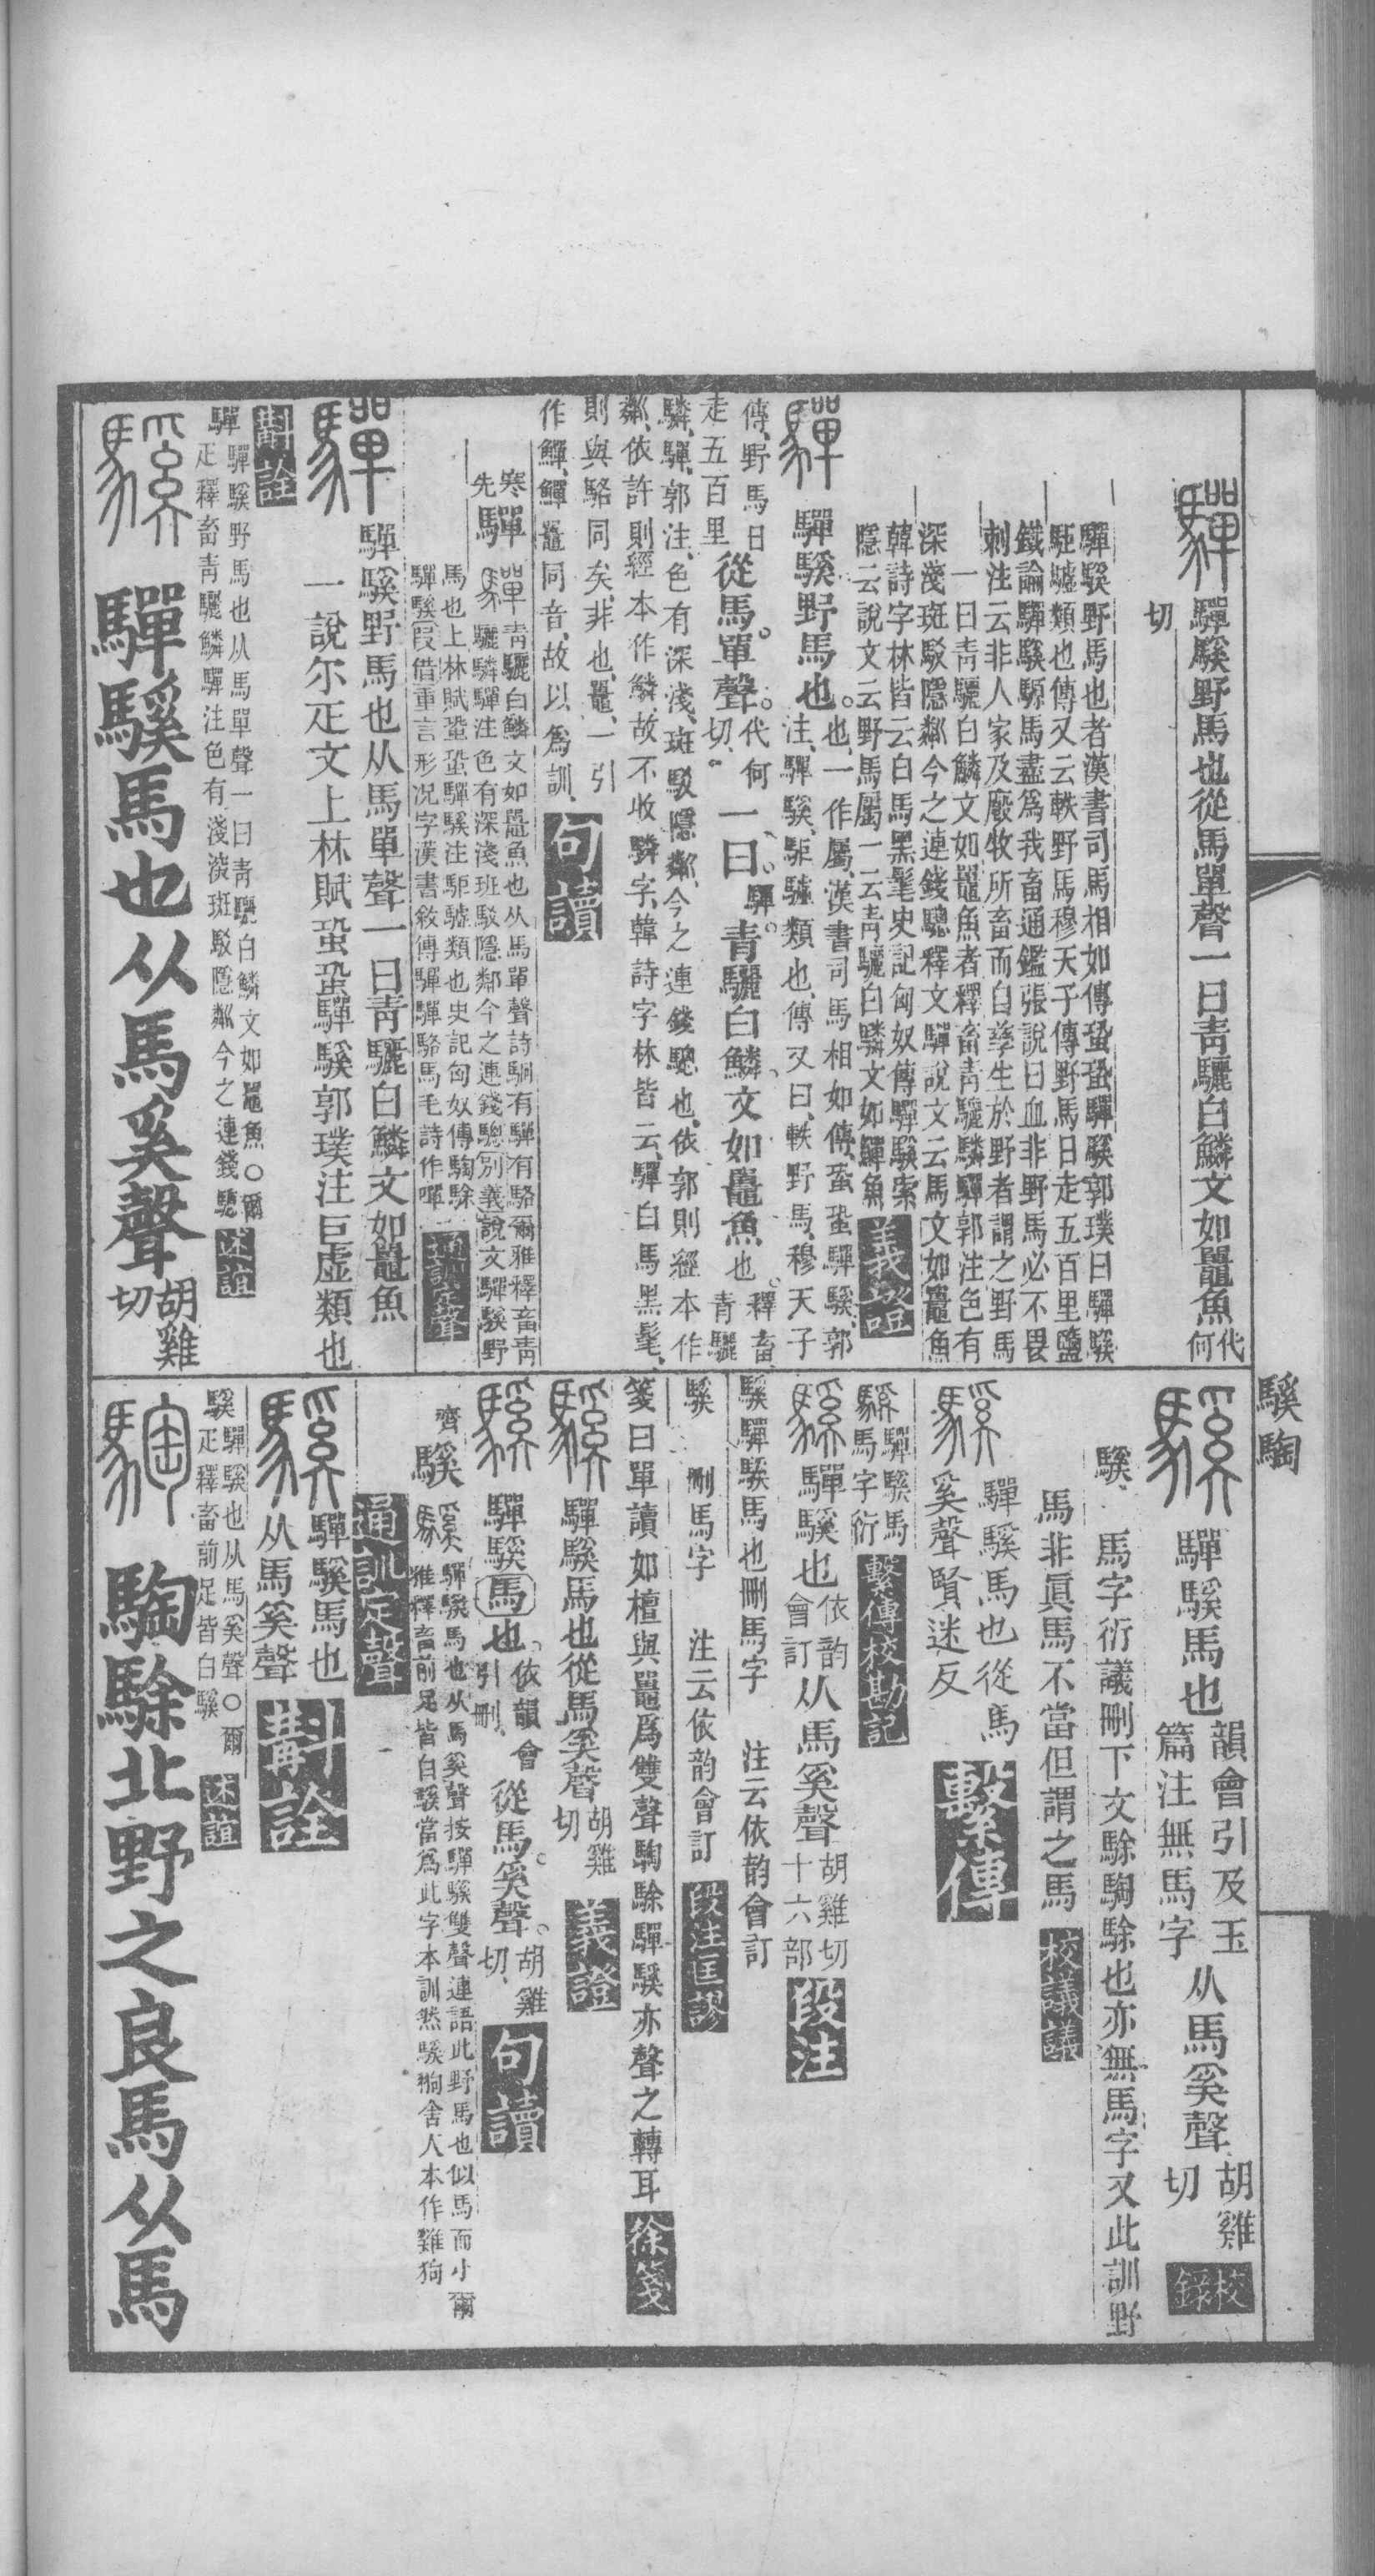 驒騱野馬也從馬單聲一曰靑驪白鱗文如鼉魚代何
切
驒騱野馬也者漢書司馬相如傳蛩蛩驒騱郭璞曰驒騱
駏驉類也傳又云軼野馬穆天子傳野馬日走五百里鹽
鐵論驒騱騵馬盡爲我畜通鑑張說曰血非野馬必不畏
刺注云非人家及廏牧所畜而自孳生於野者謂之野馬
一曰靑驪白鱗文如鼉魚者釋畜靑驪驎驒郭注色有
深淺斑駁隱粼今之連錢驄釋文驒說文云馬文如鼉魚
韓詩字林皆云白馬黑髦史記匈奴傳驒騱索
隱云說文云野馬屬一云靑驪白驎文如鼉魚 義證
驒 驒騱野馬也。也、一作屬、漢書司馬相如傳、蛩蛩驒騱、郭
注、驒騱、駏驉類也、傳又曰、軼野馬、穆天子
傳、野馬日
走五百里 從馬。單聲。代何切、一曰。驒。青驪白鱗、文如鼉魚也。釋畜、青驪
驎、驒、郭注、色有深淺、斑駁隱粼、今之連錢驄也、依郭則經本作
粼、依許則經本作鱗、故不收驎字、韓詩字林皆云、驒白馬黑髦、
則與駱同矣、非也、鼉、一引
作鱓、鱓鼉同音、故以爲訓、 句讀
寒
先 驒 靑驪白鱗文如鼉魚也从馬單聲詩駉有驒有駱爾雅釋畜靑
驪驎驒注色有深淺班駁隱粼今之連錢驄别義說文驒騱野
馬也上林賦蛩蛩驒騱注駏驉類也史記匈奴傳騊駼
驒騱叚借重言形況字漢書敘傳驒驒駱馬毛詩作嘽 通訓定聲
驒騱野馬也从馬單聲一曰靑驪白鱗文如鼉魚
一說尔疋文上林賦蛩蛩驒騱郭璞注巨虚類也
斠詮
驒 驒騱野馬也从馬單聲一曰靑驪白鱗文如鼉魚○爾
疋釋畜靑驪驎驒注色有淺深斑駁隱粼今之連錢驄 述誼
驒騱馬也从馬奚聲胡雞切
騱騊
驒騱馬也韻會引及玉篇注無馬字从馬奚聲胡雞切 校錄
騱、馬字衍議刪下文駼騊駼也亦無馬字又此訓野
馬非眞馬不當但謂之馬 校議議
驒騱馬也從馬
奚聲賢迷反 繫傳
騱 驒騱馬
馬字衍 繫傳校勘記
驒騱也依韵會訂从馬奚聲胡雞切十六部 段注
騱驒騱馬也刪馬字 注云依韵會訂
騱 刪馬字 注云依韵會訂 段注匡謬
箋曰單讀如檀與鼉爲雙聲騊駼驒騱亦聲之轉耳 徐箋
驒騱馬也從馬奚聲胡雞切 義證
驒騱馬也、依韻會引刪、從馬。奚聲。胡雞切、 句讀
齊 騱 驒騱馬也从馬奚聲按驒騱雙聲連語此野馬也似馬而小爾
雅釋畜前足皆白騱當爲此字本訓然騱狗舍人本作雞狗
通訓定聲
驒騱馬也
从馬奚聲 斠詮
騱 驒騱也从馬奚聲○爾
疋釋畜前足皆白騱 述誼
騊駼北野之良馬从馬